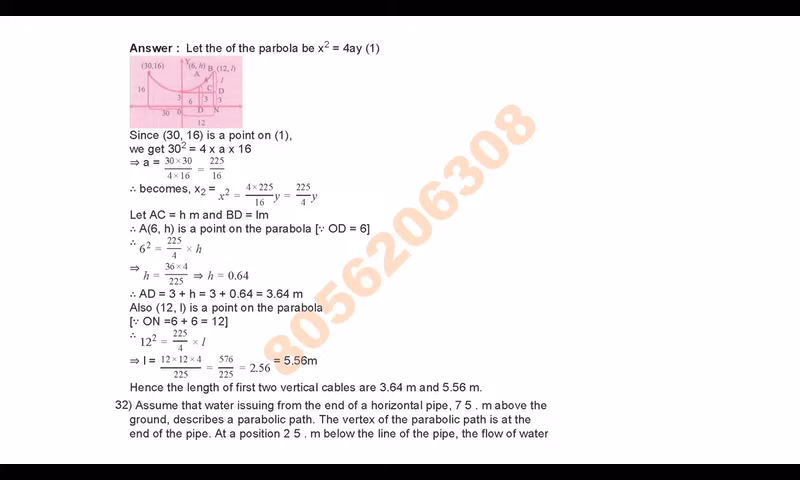 Answer : Let the of the parbola be x² = 4ay (1)
(30,16) Y (6, h) B (12, l)
A
16 3 6 C D l
3 3
30 0 D N
12
Since (30, 16) is a point on (1),
we get 30² = 4 x a x 16
⇒ a = 30×30/4×16 = 225/16
∴ becomes, x₂ = x² = 4×225/16 y = 225/4 y
Let AC = h m and BD = lm
∴ A(6, h) is a point on the parabola [∵ OD = 6]
∴ 6² = 225/4 × h
⇒ h = 36×4/225 ⇒ h = 0.64
∴ AD = 3 + h = 3 + 0.64 = 3.64 m
Also (12, l) is a point on the parabola
[∵ ON =6 + 6 = 12]
∴ 12² = 225/4 × l
⇒ l = 12×12×4/225 = 576/225 = 2.56 = 5.56m
Hence the length of first two vertical cables are 3.64 m and 5.56 m.
32) Assume that water issuing from the end of a horizontal pipe, 7 5 . m above the
ground, describes a parabolic path. The vertex of the parabolic path is at the
end of the pipe. At a position 2 5 . m below the line of the pipe, the flow of water
8056206308